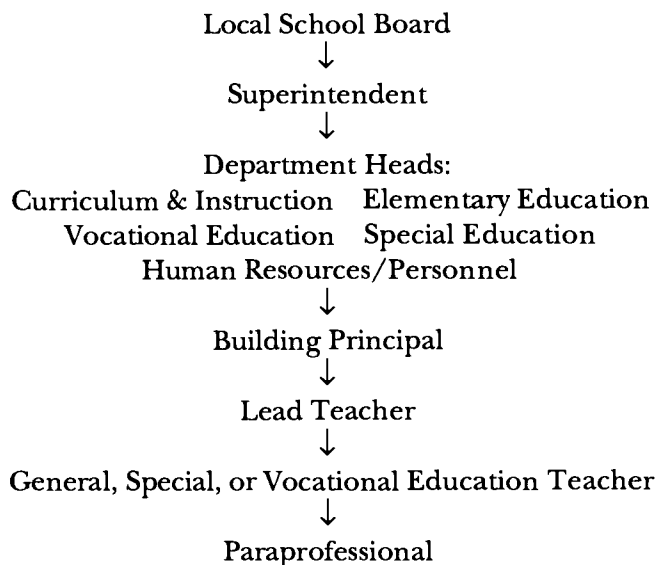 Local School Board
↓
Superintendent
↓
Department Heads:
Curriculum & Instruction Elementary Education
Vocational Education Special Education
Human Resources/Personnel
↓
Building Principal
↓
Lead Teacher
↓
General, Special, or Vocational Education Teacher
↓
Paraprofessional